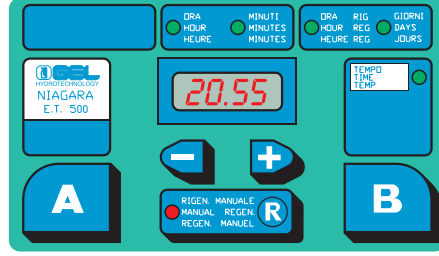 ORA
HOUR
HEURE
MINUTI
MINUTES
MINUTES
ORA RIG
HOUR REG
HEURE REG
GIORNI
DAYS
JOURS
GEL
HYDROTECHNOLOGY
NIAGARA
E.T. 500
20.55
TEMPO
TIME
TEMP
-
+
A
RIGEN. MANUALE
MANUAL REGEN.
REGEN. MANUEL
R
B